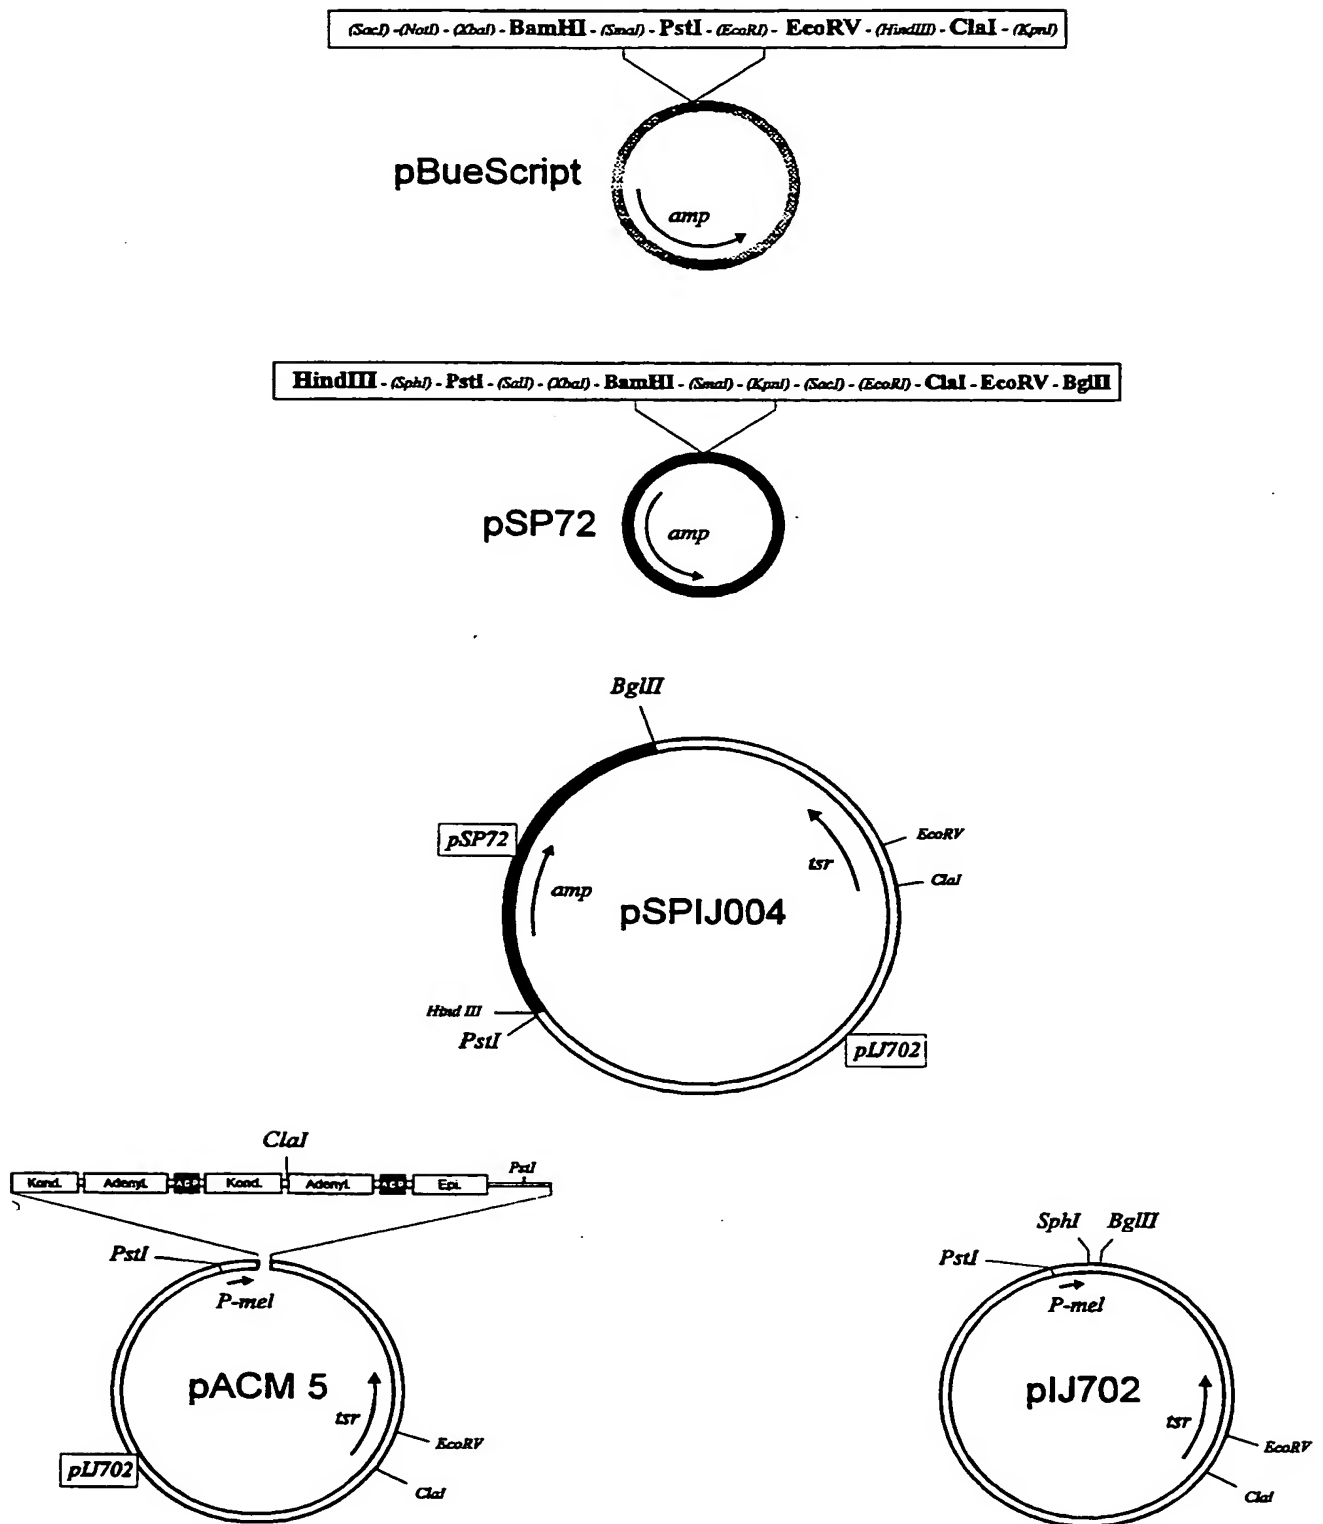 (SacI) -(NotI) - (XbaI) - BamHI - (SmaI) - PstI - (EcoRI) - EcoRV - (HindIII) - ClaI - (KpnI)
pBueScript
amp
HindIII - (SphI) - PstI - (SalI) - (XbaI) - BamHI - (SmaI) - (KpnI) - (SacI) - (EcoRI) - ClaI - EcoRV - BglII
pSP72
amp
BglII
pSP72
EcoRV
tsr
ClaI
amp
pSPIJ004
Hind III
PstI
pIJ702
ClaI
PstI
Kond. Adenyl. ACP Kond. Adenyl. ACP Epi.
SphI BglII
PstI
P-mel
PstI
P-mel
pACM 5
tsr
EcoRV
pIJ702
ClaI
pIJ702
tsr
EcoRV
ClaI